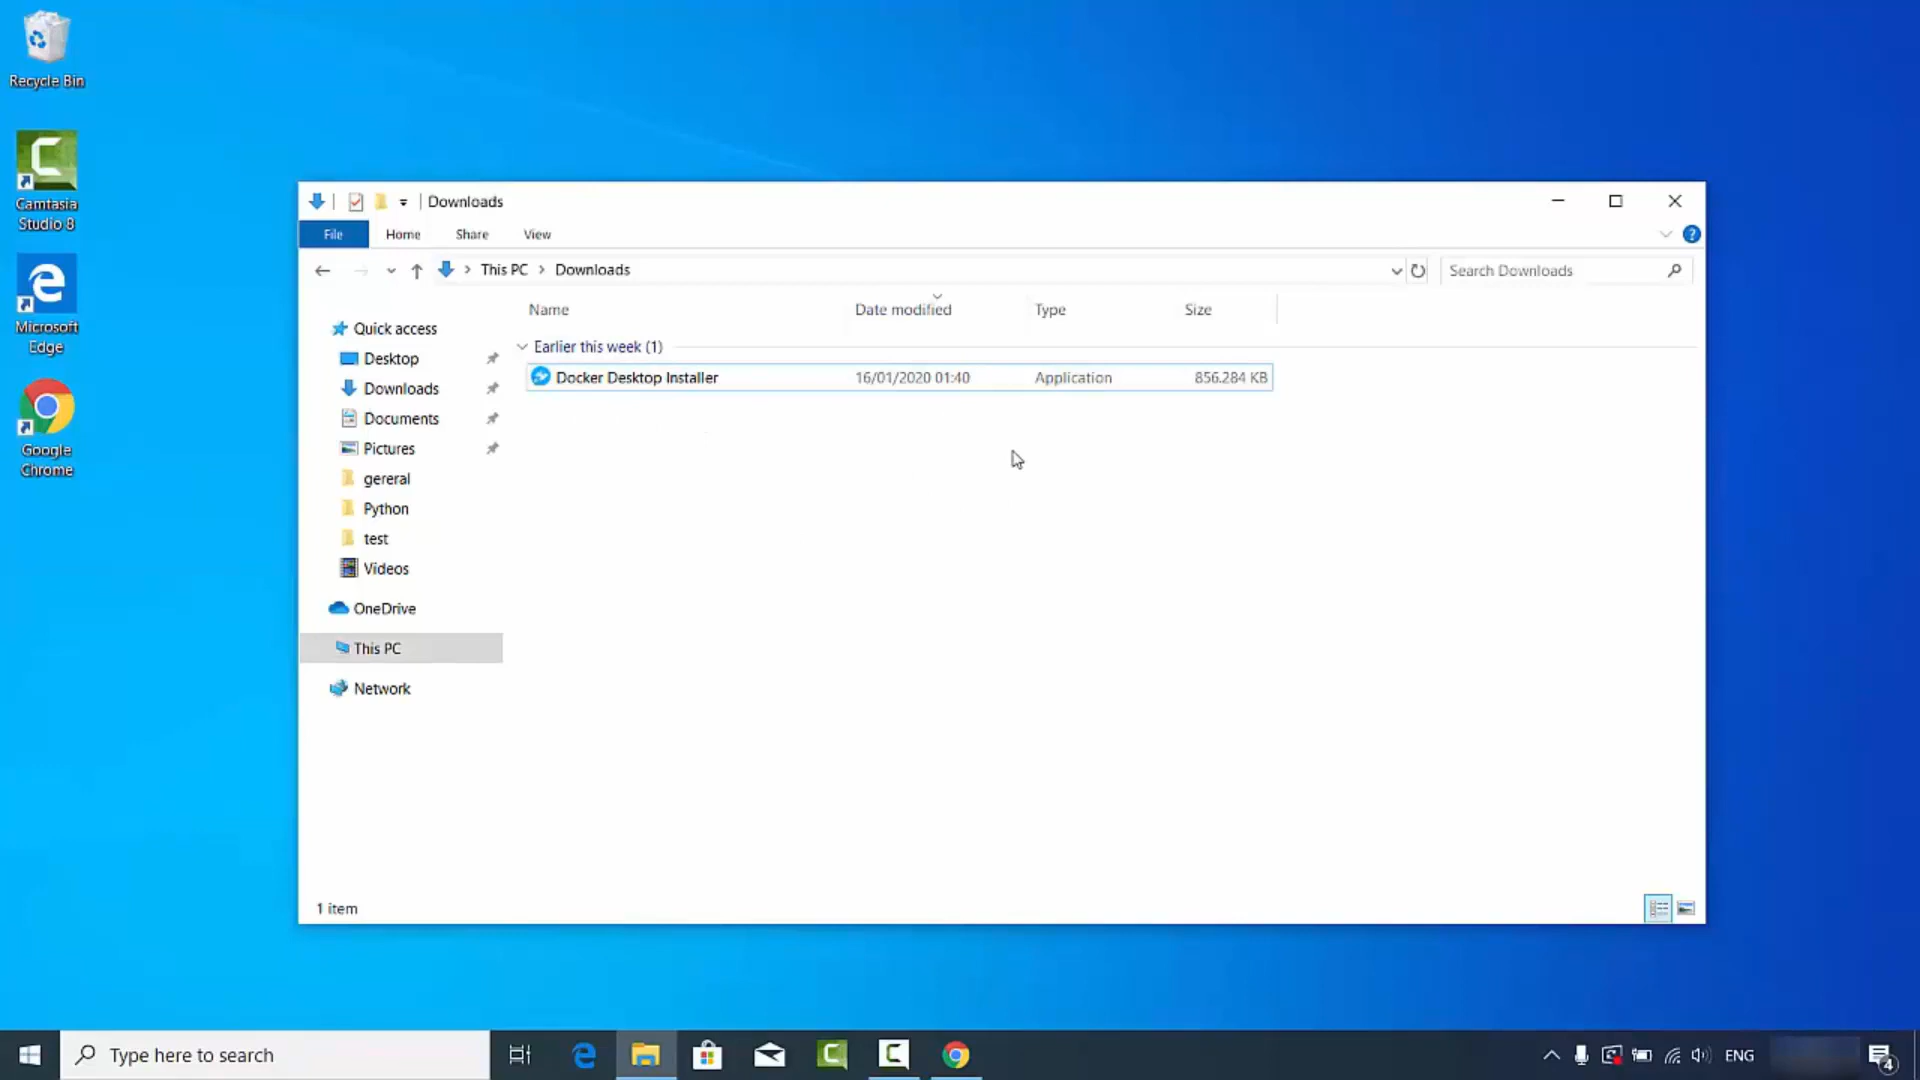 Recycle Bin
Camtasia
Studio 8
Microsoft
Edge
Google
Chrome
Downloads
File
Home
Share
View
This PC
Downloads
Search Downloads
Name
Date modified
Type
Size
Quick access
Desktop
Downloads
Documents
Pictures
gereral
Python
test
Videos
OneDrive
This PC
Network
Earlier this week (1)
Docker Desktop Installer
16/01/2020 01:40
Application
856.284 KB
1 item
Type here to search
ENG
4